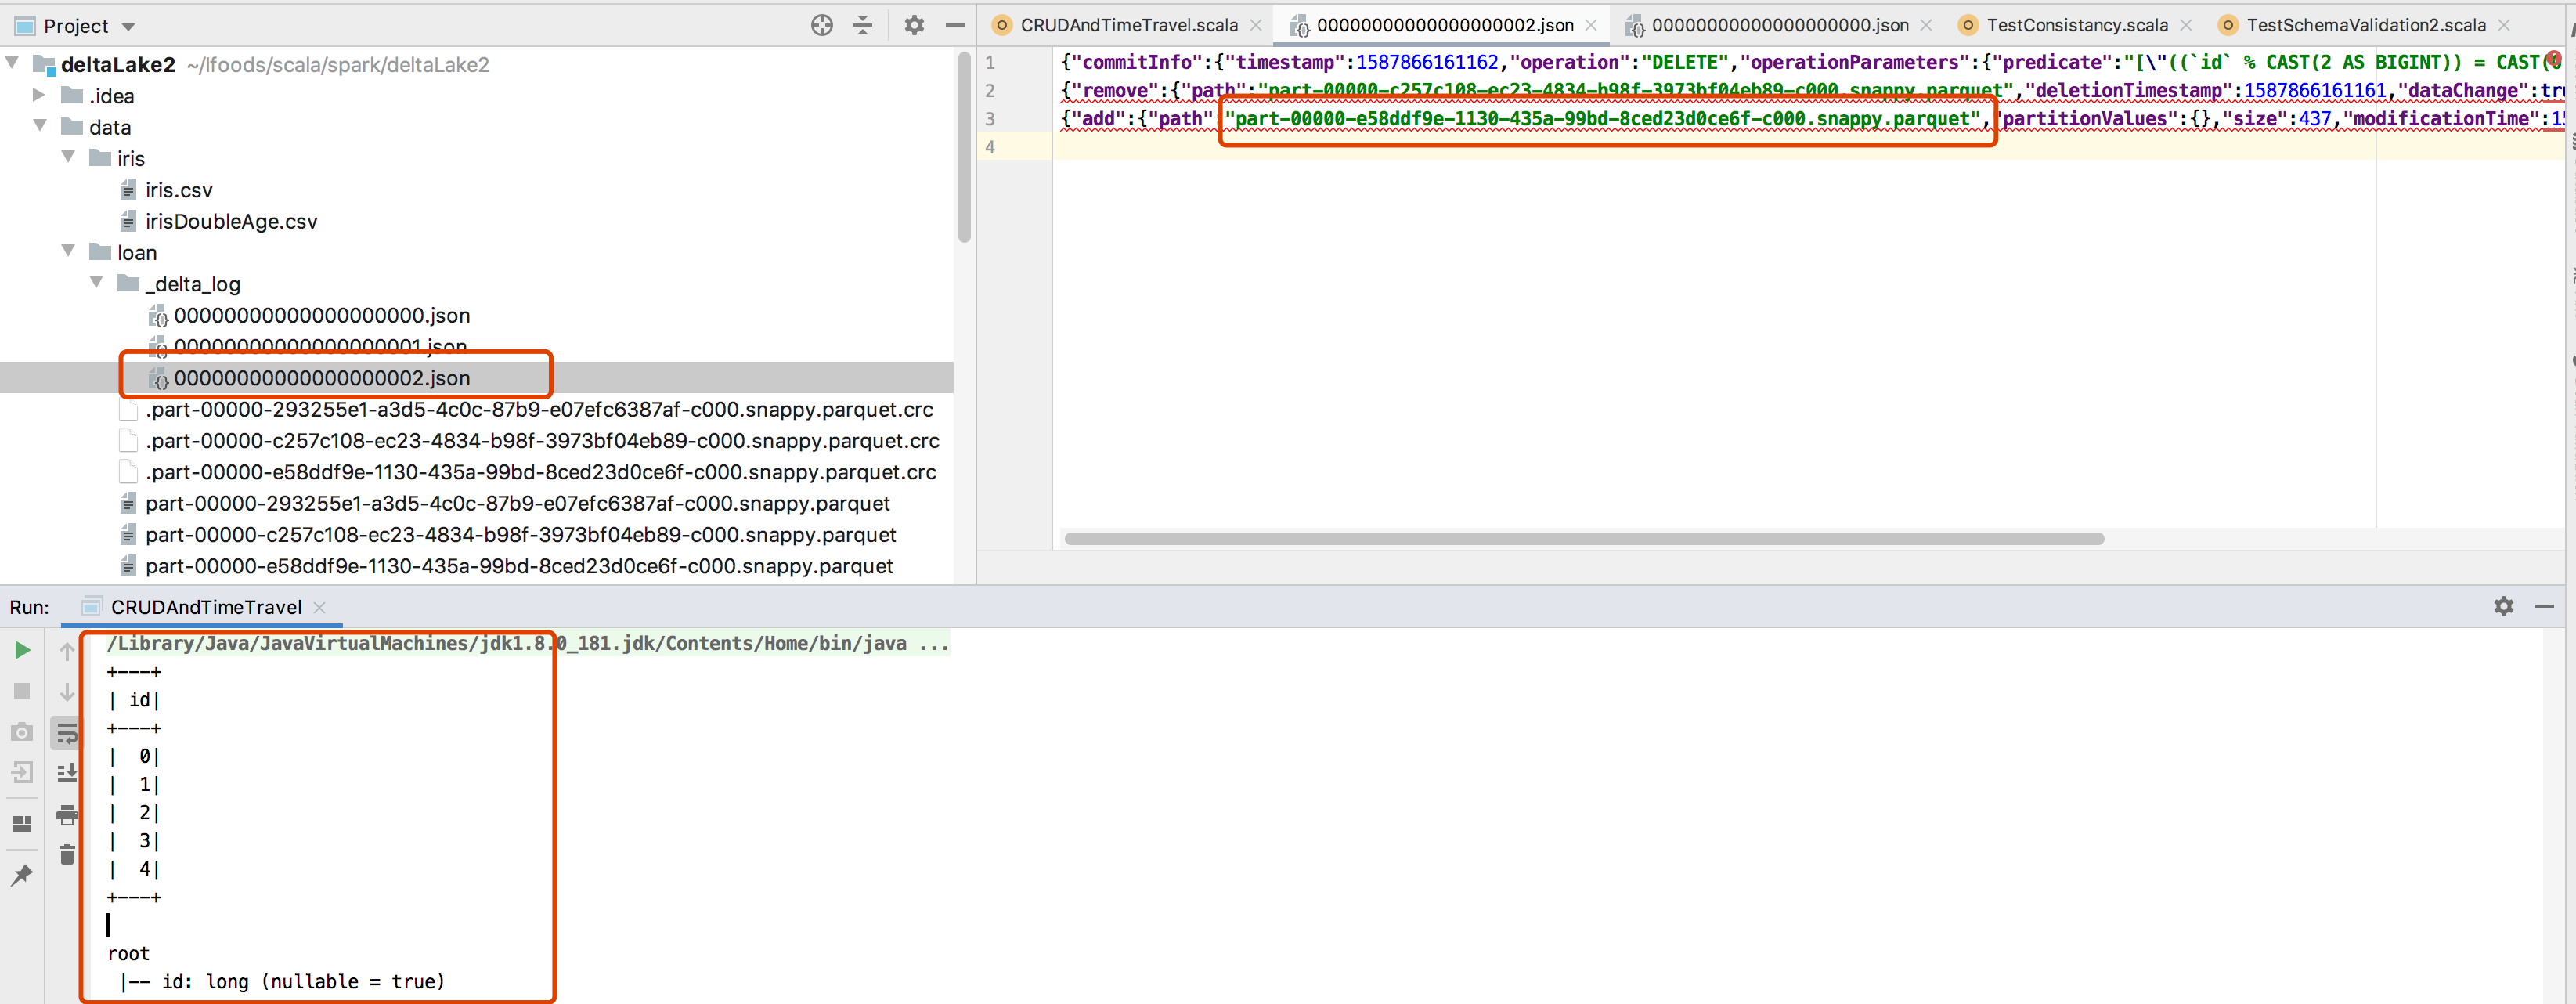 Project
deltaLake2 ~/lfoods/scala/spark/deltaLake2
.idea
data
iris
iris.csv
irisDoubleAge.csv
loan
_delta_log
00000000000000000000.json
00000000000000000001.json
00000000000000000002.json
.part-00000-293255e1-a3d5-4c0c-87b9-e07efc6387af-c000.snappy.parquet.crc
.part-00000-c257c108-ec23-4834-b98f-3973bf04eb89-c000.snappy.parquet.crc
.part-00000-e58ddf9e-1130-435a-99bd-8ced23d0ce6f-c000.snappy.parquet.crc
part-00000-293255e1-a3d5-4c0c-87b9-e07efc6387af-c000.snappy.parquet
part-00000-c257c108-ec23-4834-b98f-3973bf04eb89-c000.snappy.parquet
part-00000-e58ddf9e-1130-435a-99bd-8ced23d0ce6f-c000.snappy.parquet
CRUDAndTimeTravel.scala 00000000000000000002.json 00000000000000000000.json TestConsistancy.scala TestSchemaValidation2.scala
1 {"commitInfo":{"timestamp":1587866161162,"operation":"DELETE","operationParameters":{"predicate":"[\"((`id` % CAST(2 AS BIGINT)) = CAST(0
2 {"remove":{"path":"part-00000-c257c108-ec23-4834-b98f-3973bf04eb89-c000.snappy.parquet","deletionTimestamp":1587866161161,"dataChange":tru
3 {"add":{"path":"part-00000-e58ddf9e-1130-435a-99bd-8ced23d0ce6f-c000.snappy.parquet","partitionValues":{},"size":437,"modificationTime":15
4
Run: CRUDAndTimeTravel
/Library/Java/JavaVirtualMachines/jdk1.8.0_181.jdk/Contents/Home/bin/java ...
+---+
| id|
+---+
|  0|
|  1|
|  2|
|  3|
|  4|
+---+
root
 |-- id: long (nullable = true)